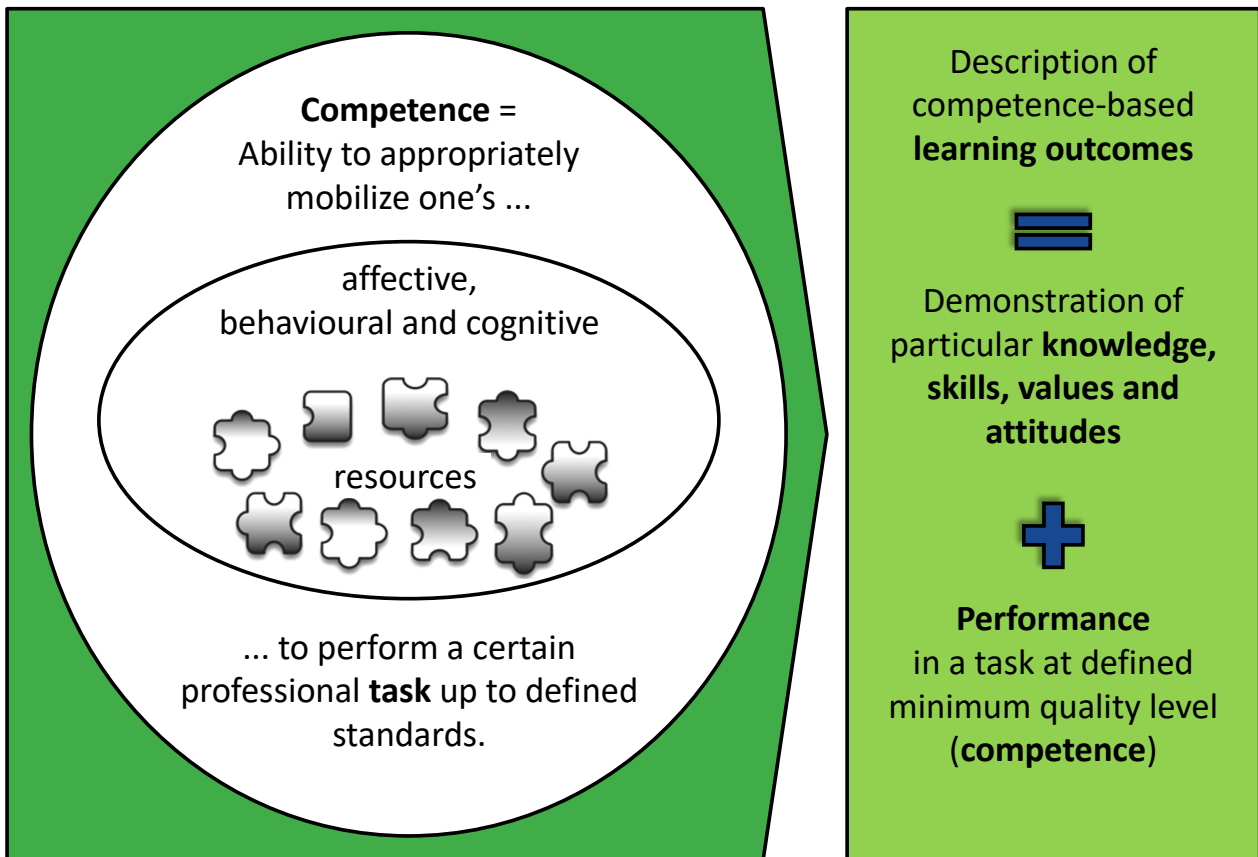 Competence =
Ability to appropriately
mobilize one’s ...
affective,
behavioural and cognitive
resources
... to perform a certain
professional task up to defined
standards.
Description of
competence-based
learning outcomes
Demonstration of
particular knowledge,
skills, values and
attitudes
Performance
in a task at defined
minimum quality level
(competence)